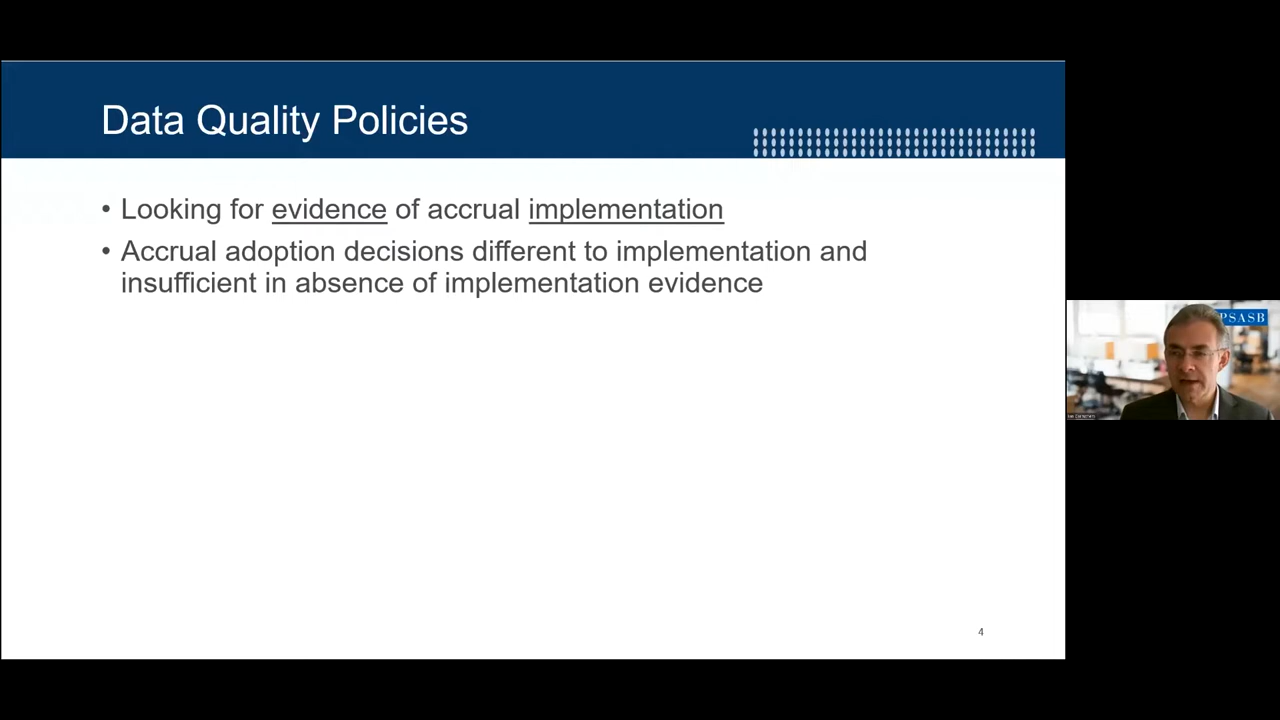 Data Quality Policies
• Looking for evidence of accrual implementation
• Accrual adoption decisions different to implementation and
insufficient in absence of implementation evidence
PSASB
4